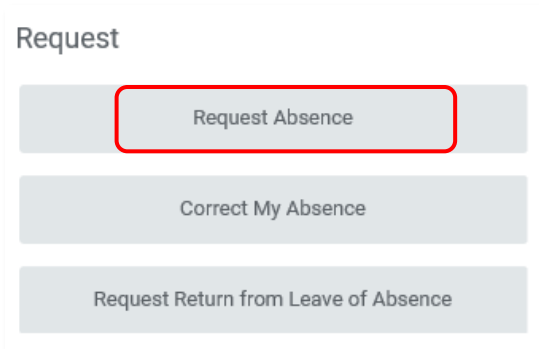 Request
Request Absence
Correct My Absence
Request Return from Leave of Absence